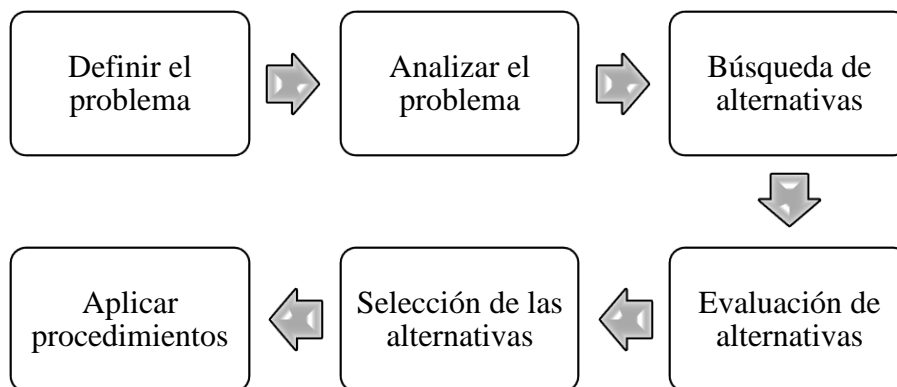 Definir el
problema
Analizar el
problema
Búsqueda de
alternativas
Evaluación de
alternativas
Selección de las
alternativas
Aplicar
procedimientos